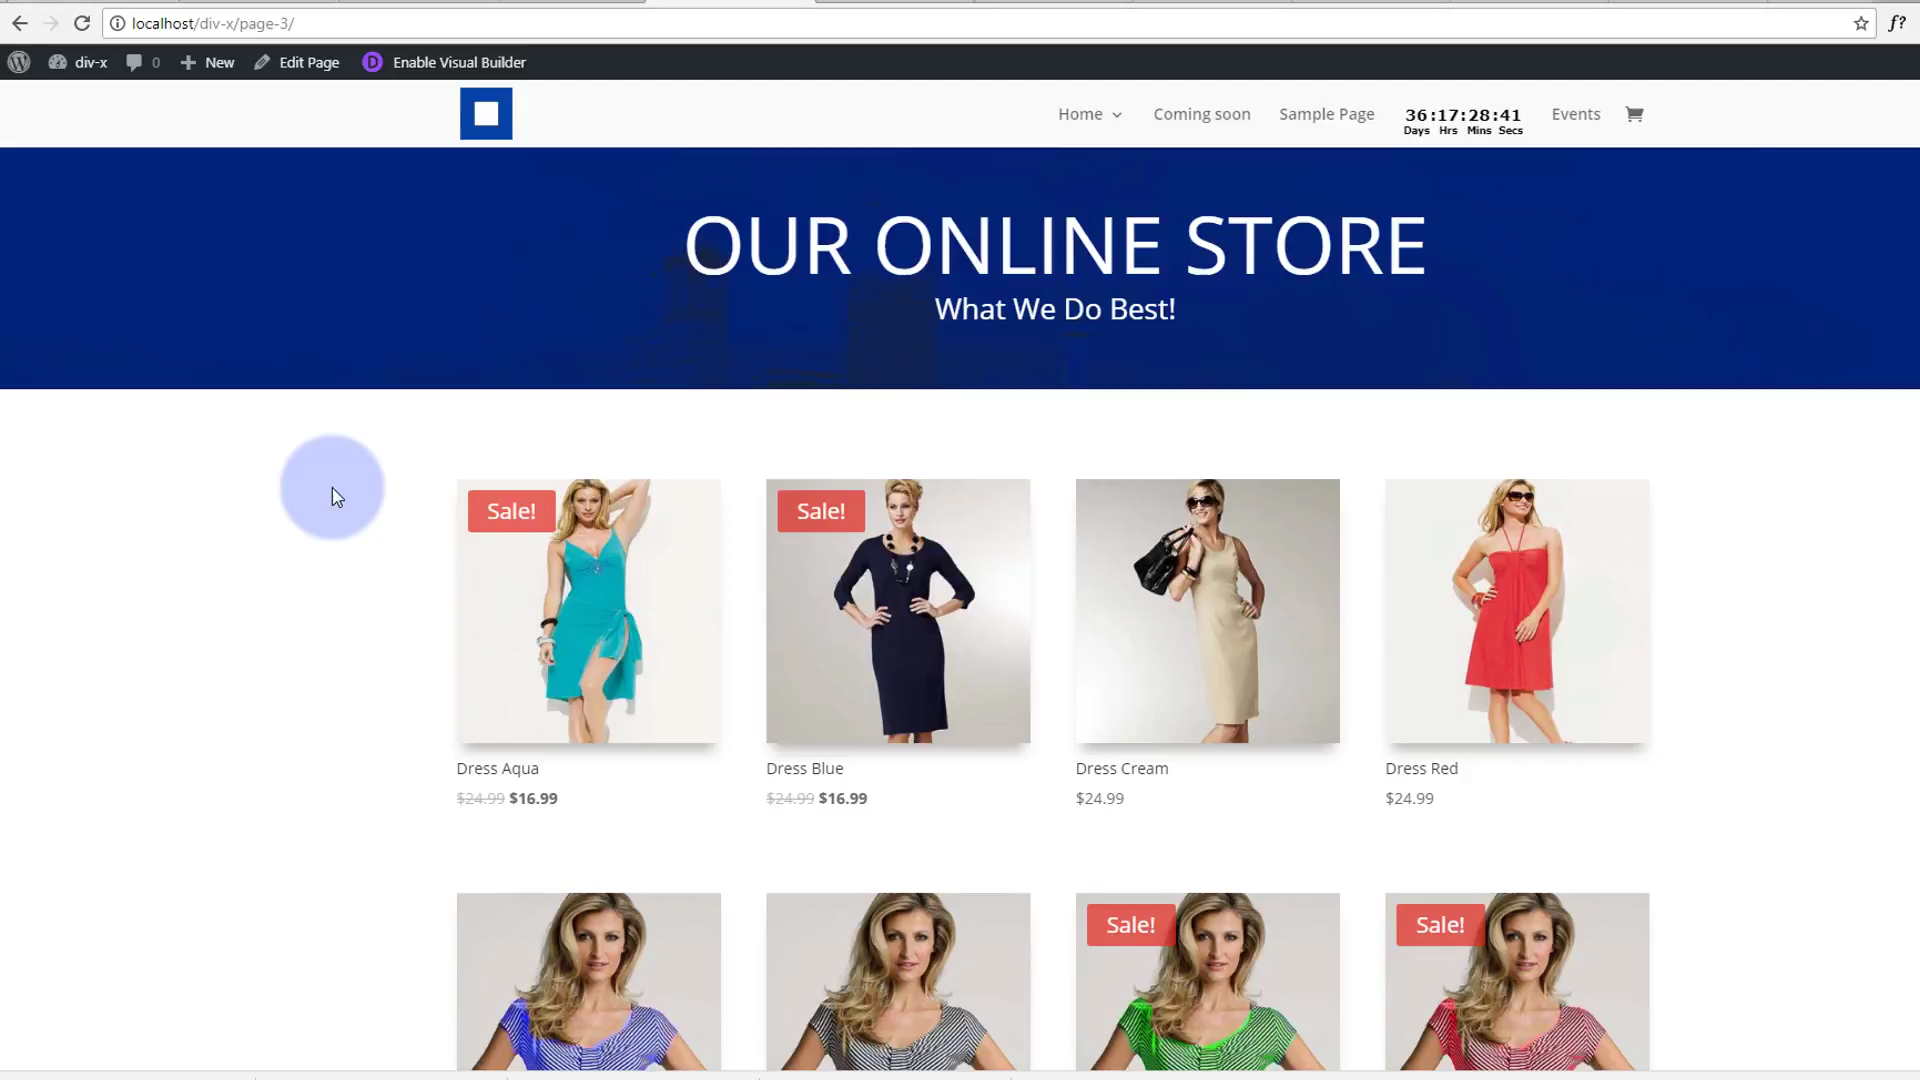 localhost/div-x/page-3/
f?
div-x 0 New Edit Page D Enable Visual Builder
Home Coming soon Sample Page 36:17:28:41 Events
Days Hrs Mins Secs
OUR ONLINE STORE
What We Do Best!
Sale! Sale!
Dress Aqua Dress Blue Dress Cream Dress Red
$24.99 $16.99 $24.99 $16.99 $24.99 $24.99
Sale! Sale!